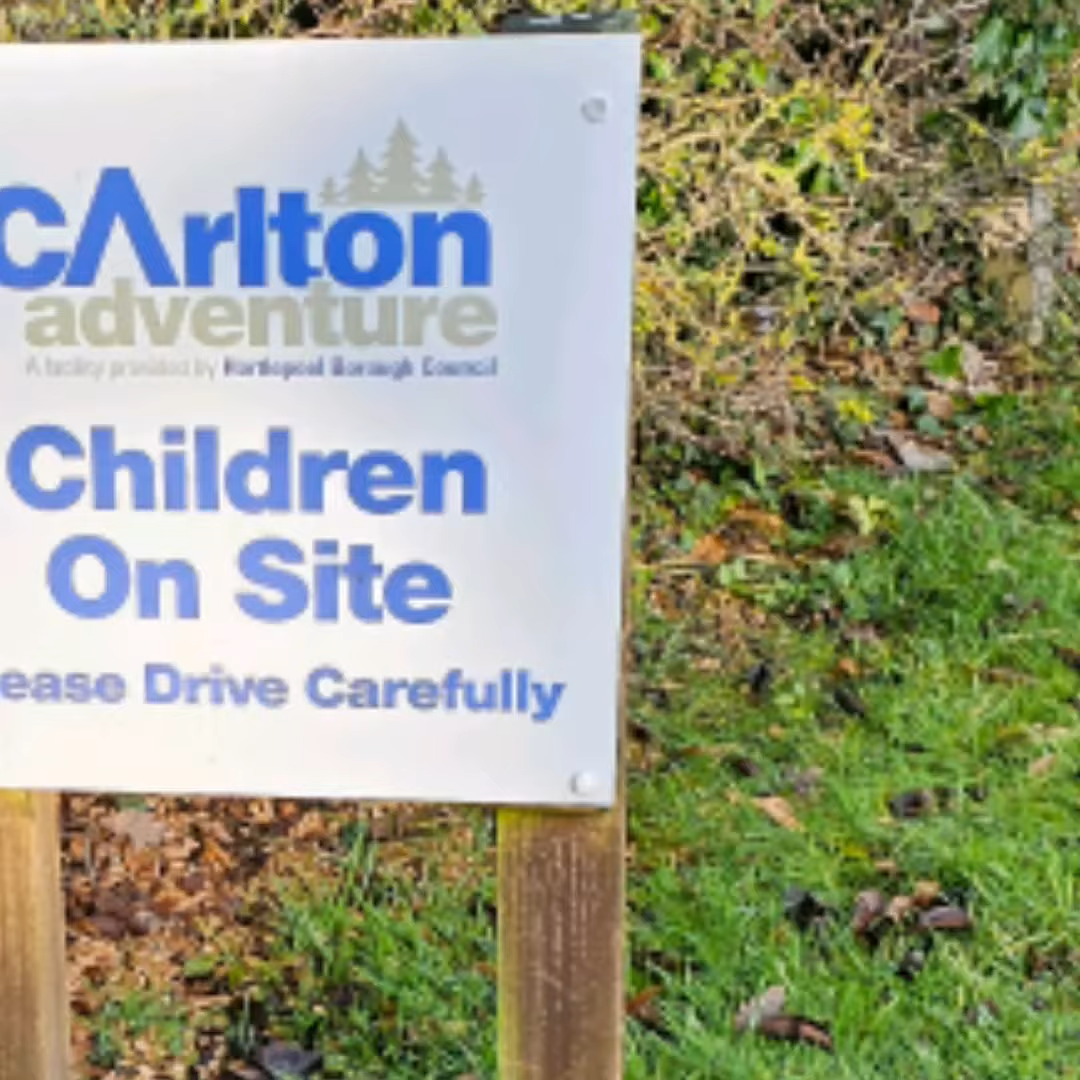 cArlton
adventure
A facility provided by Hartlepool Borough Council
Children
On Site
ease Drive Carefully